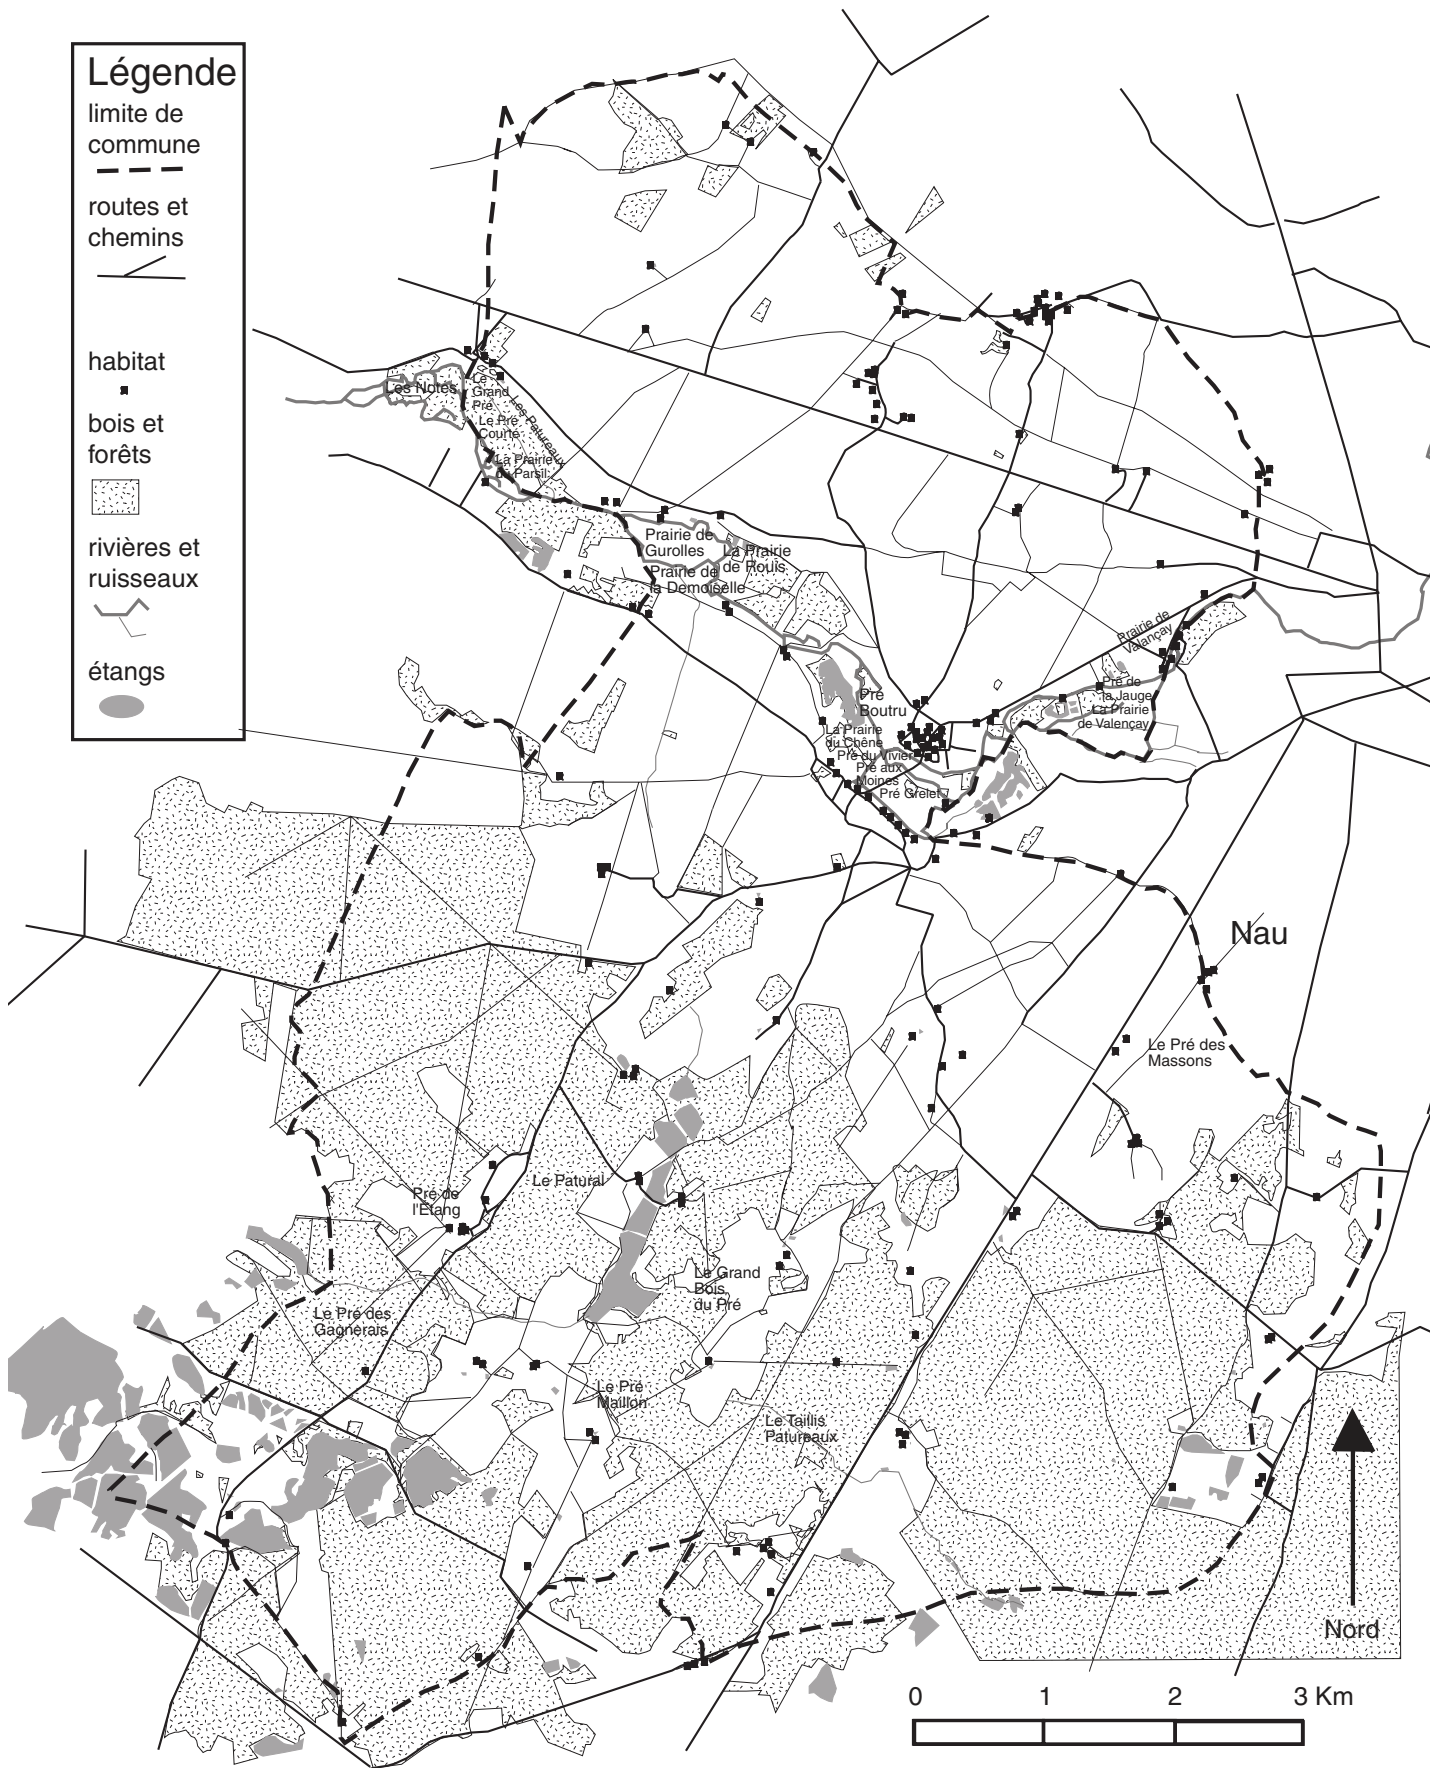 Légende
limite de
commune
routes et
chemins
habitat
bois et
forêts
rivières et
ruisseaux
étangs
Les Notes
Le
Grand
Pré
Les Patureaux
Le Pré
Courte
La Prairie
du Parsil
Prairie de
Gurolles
La Prairie
de Rouis
Prairie de
la Demoiselle
Prairie de
Valançay
Pré de
la Jauge
La Prairie
de Valençay
Pré
Boutru
La Prairie
du Chêne
Pré du Vivier
Pré aux
Moines
Pré Grelet
Nau
Le Pré des
Massons
Le Patural
Pré de
l'Etang
Le Grand
Bois
du Pré
Le Pré des
Gagnerais
Le Pré
Maillon
Le Taillis
Patureaux
Nord
0 1 2 3 Km